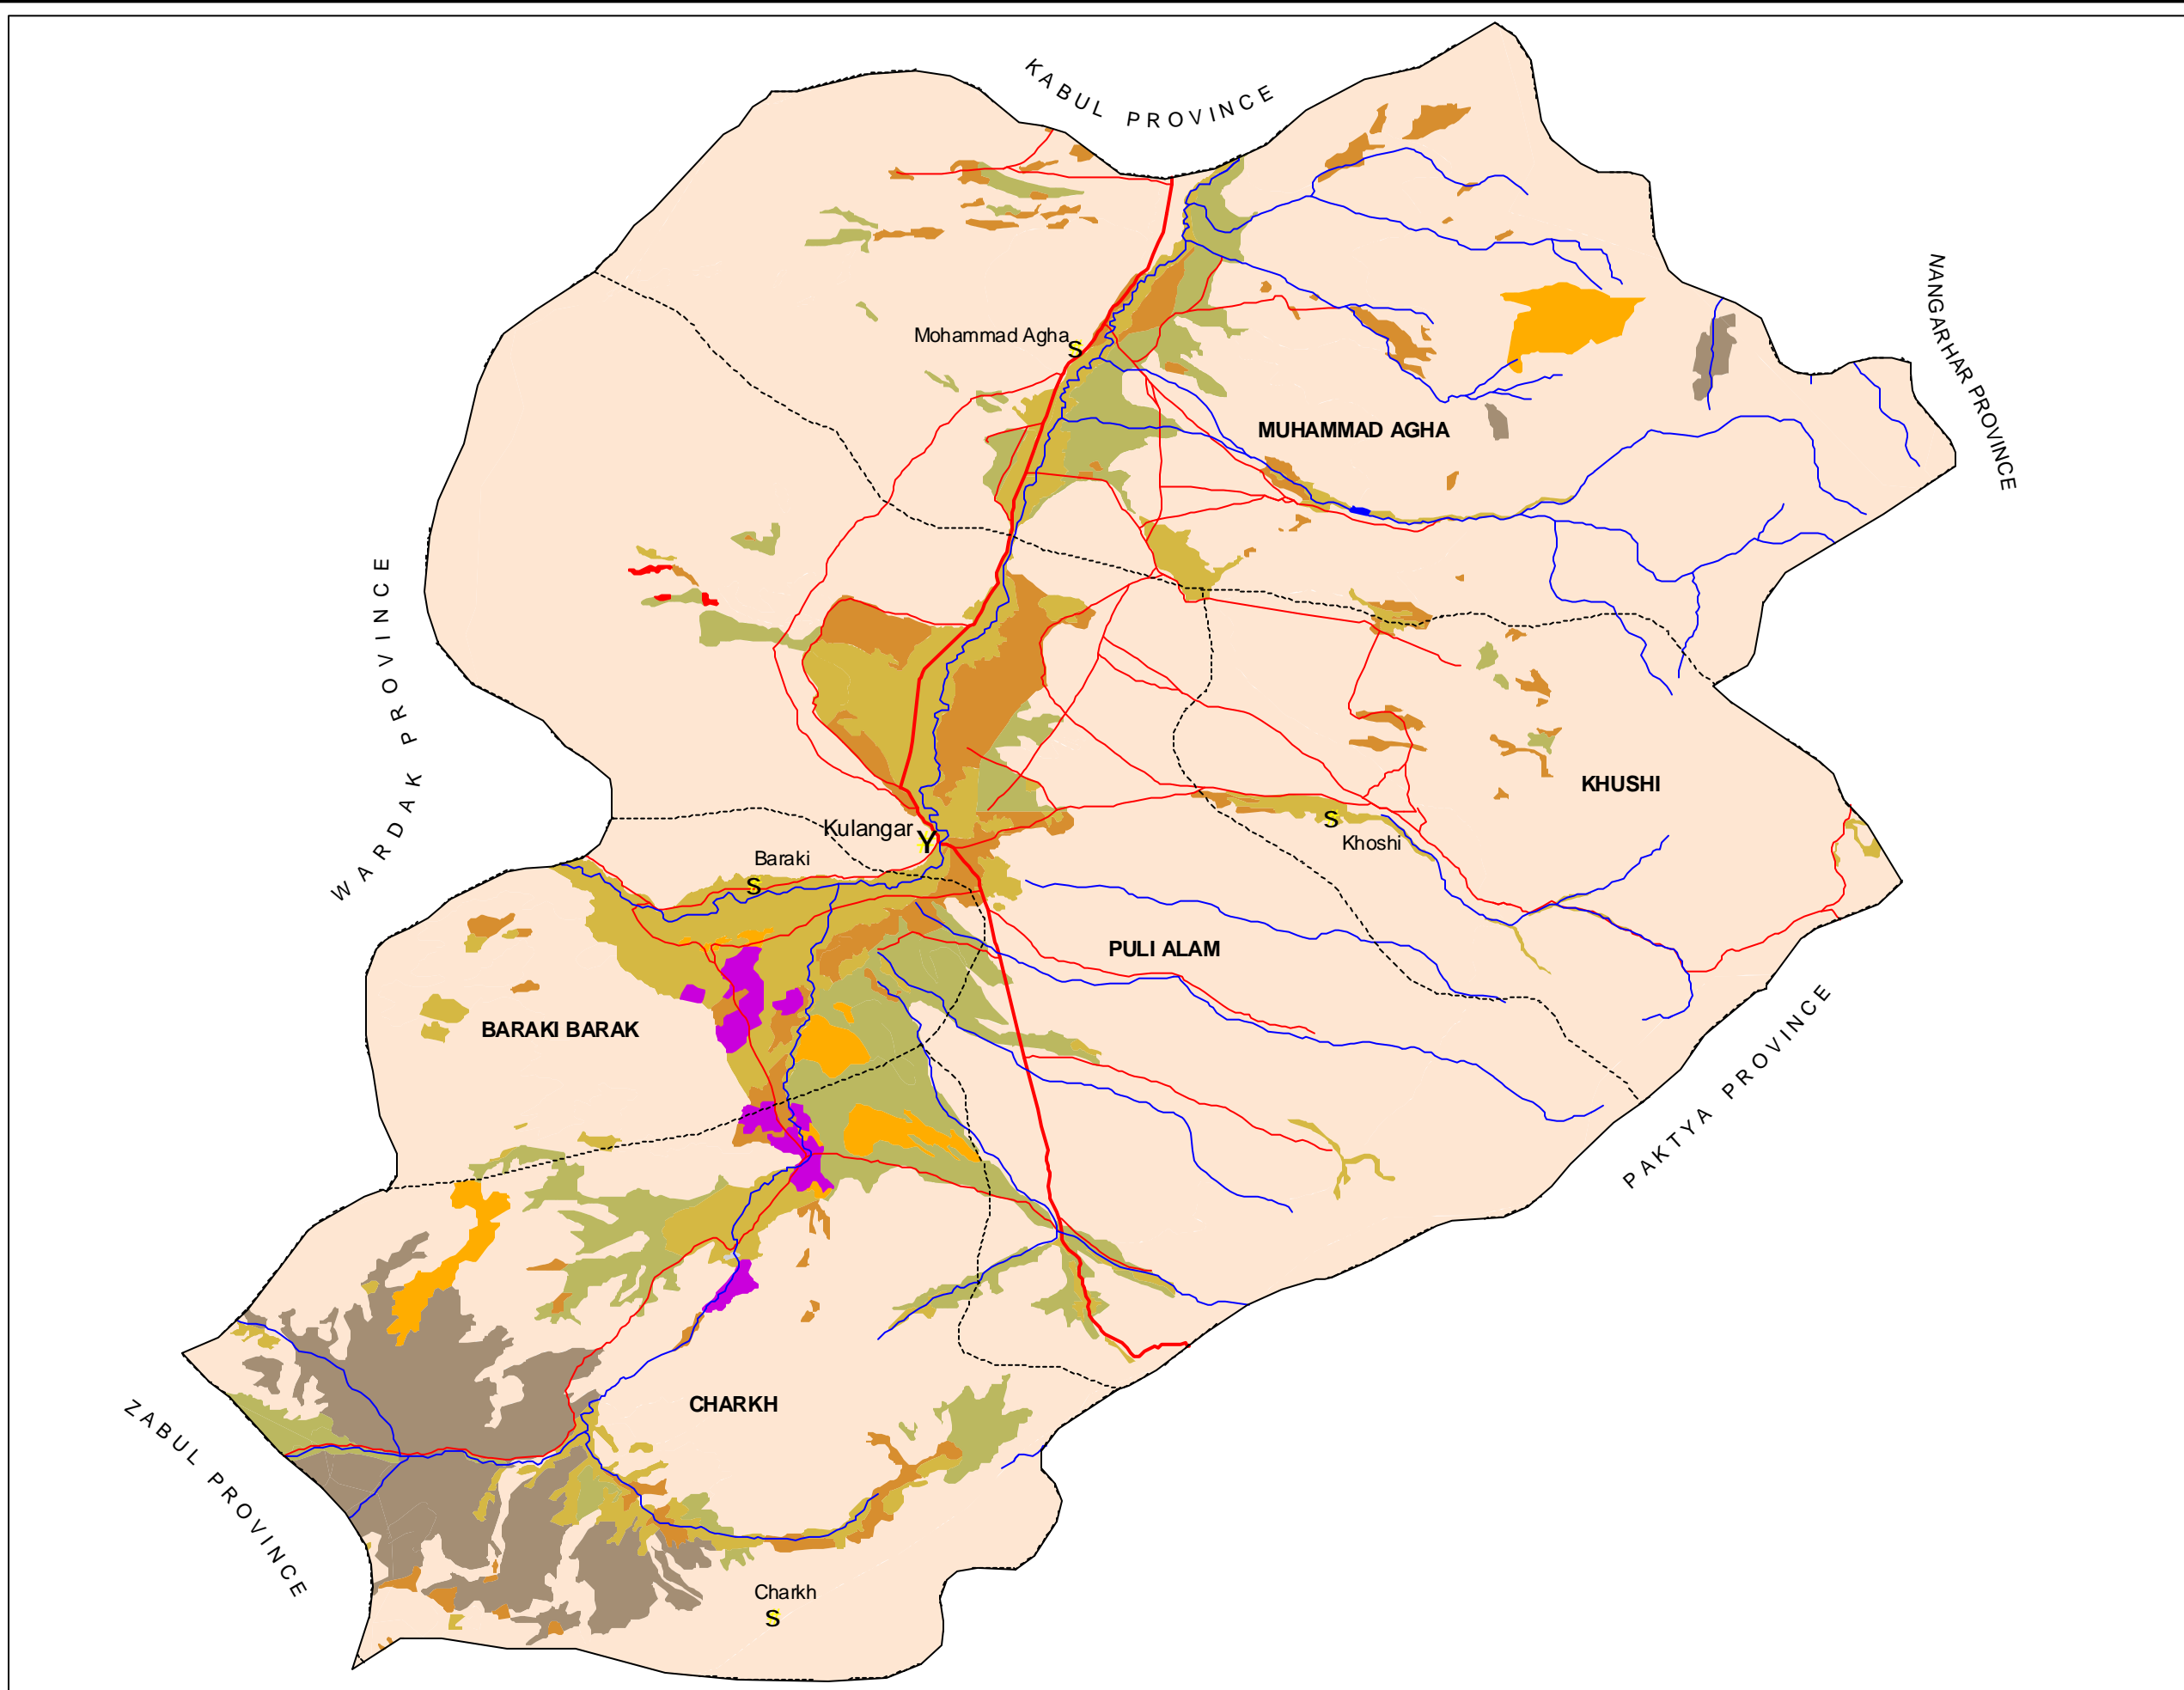 KABUL PROVINCE
NANGARHAR PROVINCE
Mohammad Agha
S
MUHAMMAD AGHA
WARDAK PROVINCE
KHUSHI
S
Kulangar
Y
Khoshi
Baraki
S
PULI ALAM
BARAKI BARAK
PAKTYA PROVINCE
CHARKH
ZABUL PROVINCE
Charkh
S